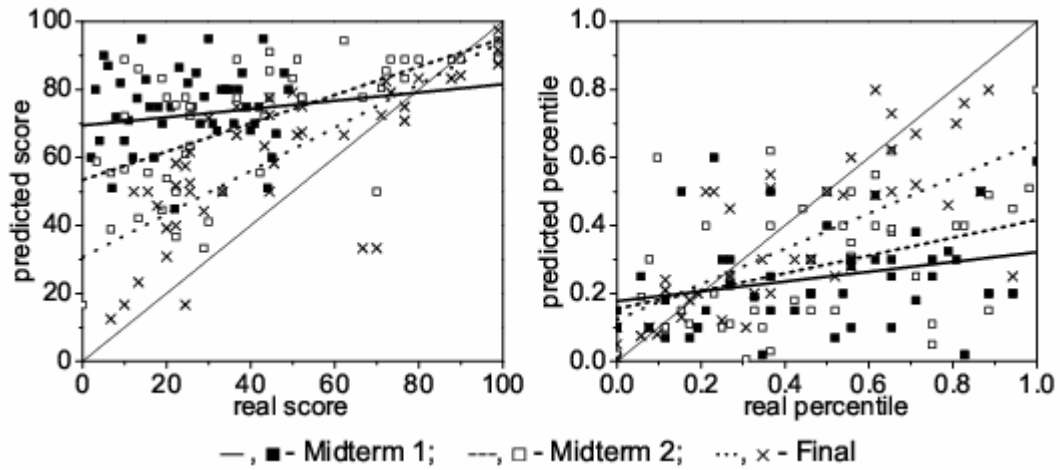 100
80
60
40
20
0
predicted score
0 20 40 60 80 100
real score
1.0
0.8
0.6
0.4
0.2
0.0
predicted percentile
0.0 0.2 0.4 0.6 0.8 1.0
real percentile
—, ■ - Midterm 1; ---, □ - Midterm 2; ···, × - Final